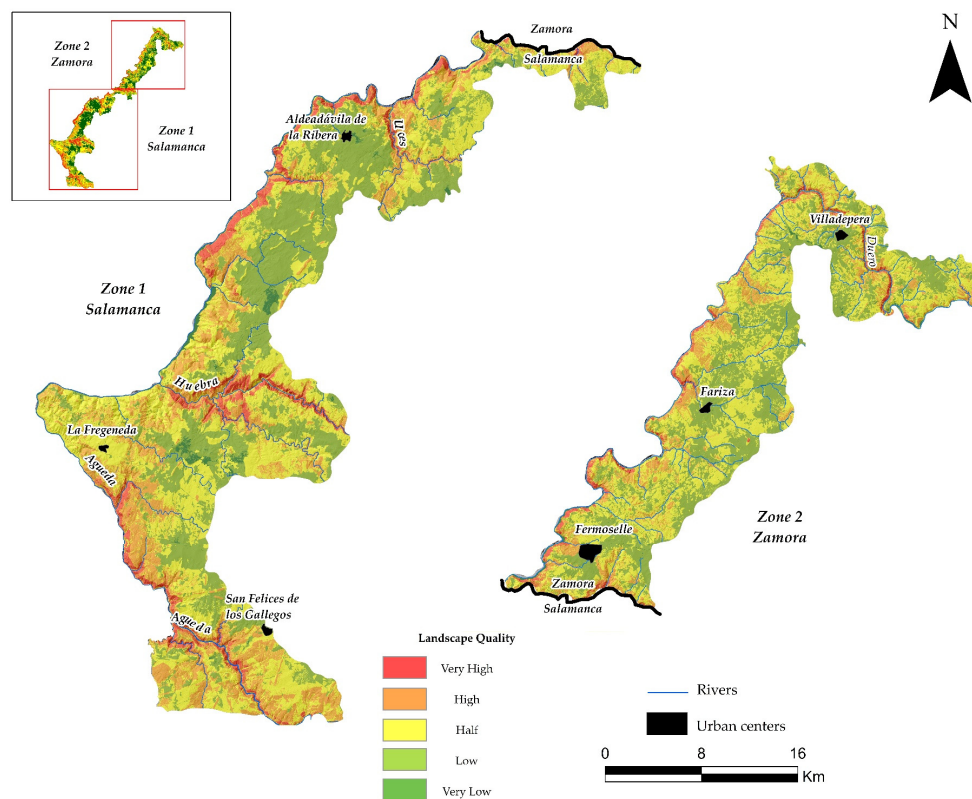 Zone 2
Zamora
Zone 1
Salamanca
Zamora
Salamanca
N
Aldeadávila de
la Ribera
Uces
Villadepera
Duero
Zone 1
Salamanca
Huebra
Fariza
La Fregeneda
Agueda
Zone 2
Zamora
Fermoselle
Zamora
Salamanca
San Felices de
los Gallegos
Agueda
Landscape Quality
Very High
High
Half
Low
Very Low
Rivers
Urban centers
0 8 16
Km